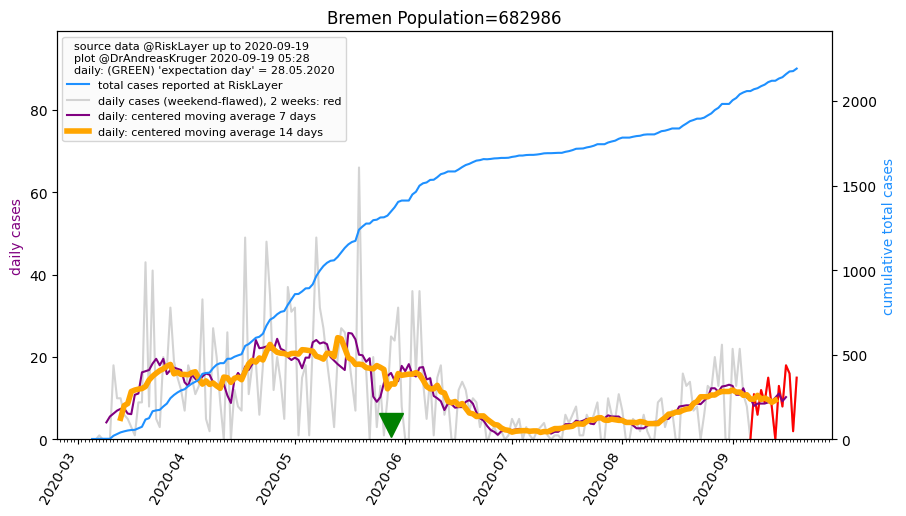 Bremen Population=682986
source data @RiskLayer up to 2020-09-19
plot @DrAndreasKruger 2020-09-19 05:28
daily: (GREEN) 'expectation day' = 28.05.2020
total cases reported at RiskLayer
daily cases (weekend-flawed), 2 weeks: red
daily: centered moving average 7 days
daily: centered moving average 14 days
daily cases
80
60
40
20
0
cumulative total cases
2000
1500
1000
500
0
2020-03
2020-04
2020-05
2020-06
2020-07
2020-08
2020-09